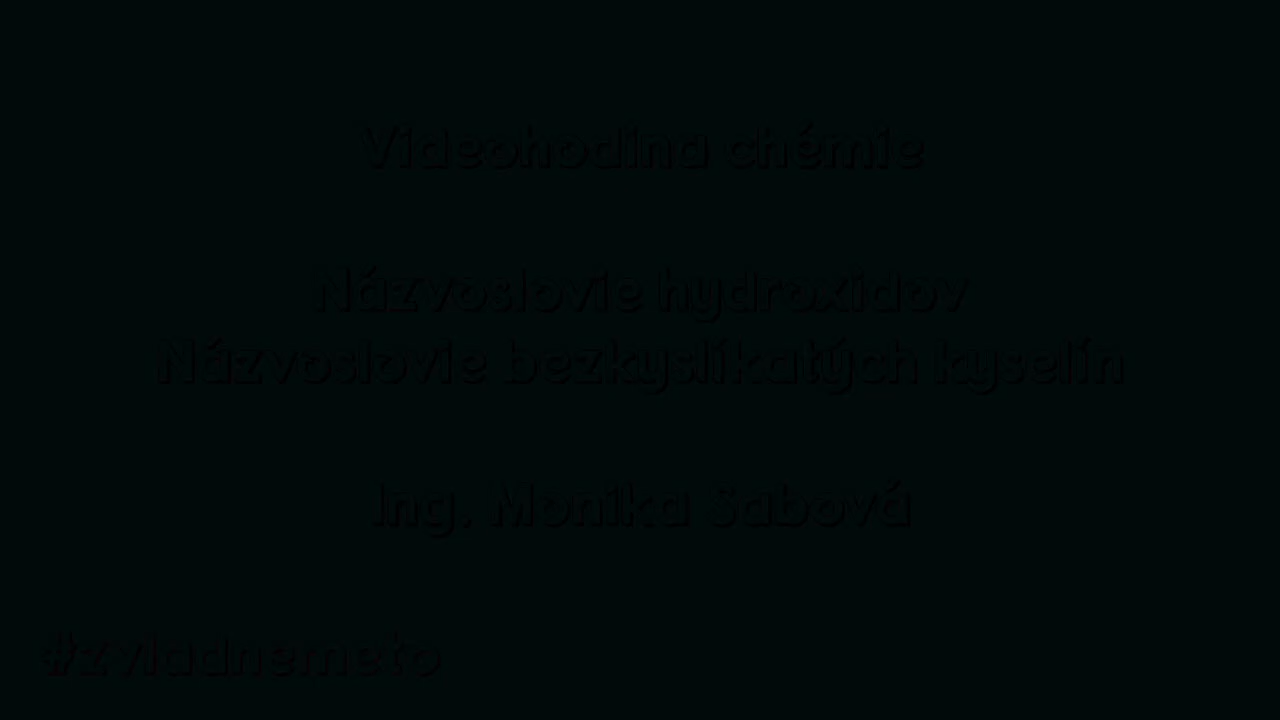 Videohodina chémie
Názvoslovie hydroxidov
Názvoslovie bezkyslíkatých kyselín
Ing. Monika Sabová
#zvladnemeto